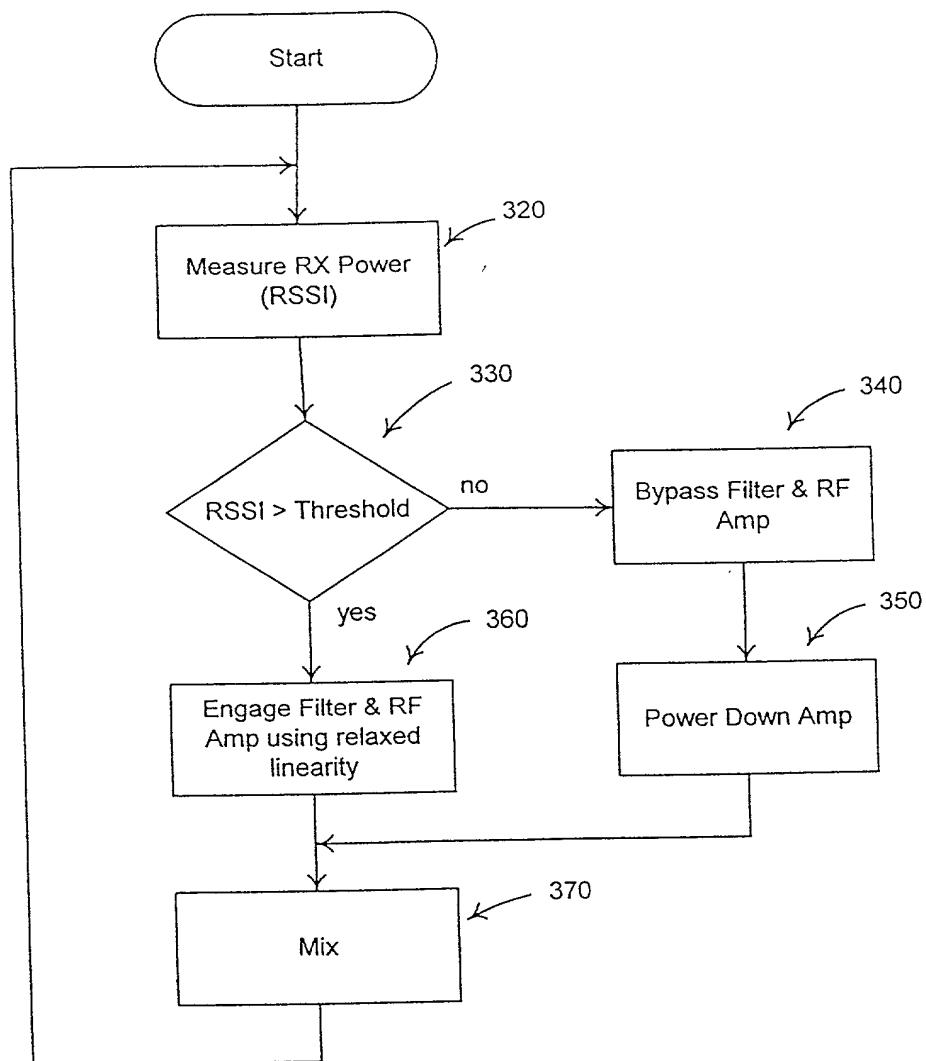 Start
320
Measure RX Power
(RSSI)
330
340
RSSI > Threshold
no
Bypass Filter & RF
Amp
yes
360
350
Engage Filter & RF
Amp using relaxed
linearity
Power Down Amp
370
Mix